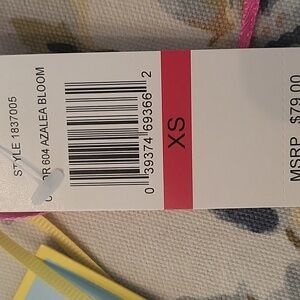 STYLE 1837005
604 AZALEA BLOOM
0 39374 69366 2
XS
MSRP $79.00